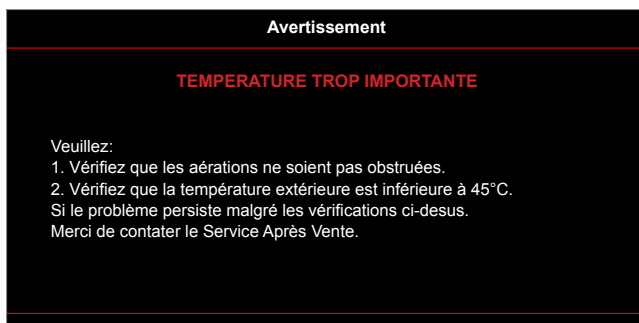 Avertissement
TEMPERATURE TROP IMPORTANTE
Veuillez:
1. Vérifiez que les aérations ne soient pas obstruées.
2. Vérifiez que la température extérieure est inférieure à 45°C.
Si le problème persiste malgré les vérifications ci-desus.
Merci de contater le Service Après Vente.